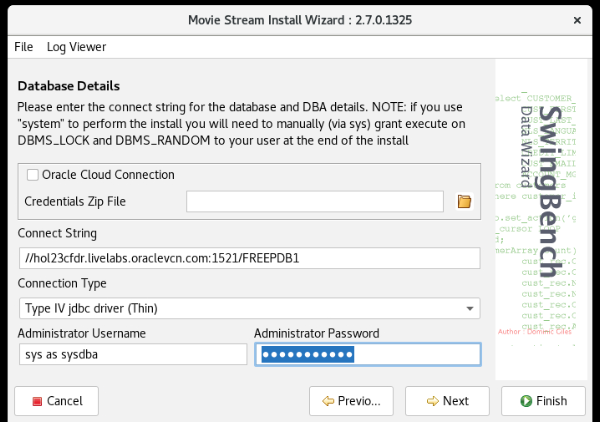 Movie Stream Install Wizard : 2.7.0.1325
File Log Viewer
Database Details
Please enter the connect string for the database and DBA details. NOTE: if you use
"system" to perform the install you will need to manually (via sys) grant execute on
DBMS_LOCK and DBMS_RANDOM to your user at the end of the install
Oracle Cloud Connection
Credentials Zip File
Connect String
//hol23cfdr.livelabs.oraclevcn.com:1521/FREEPDB1
Connection Type
Type IV jdbc driver (Thin)
Administrator Username
Administrator Password
sys as sysdba
●●●●●●●●●●●
SwingBench
Data Wizard
Author : Dominic Giles
Cancel
Previo...
Next
Finish